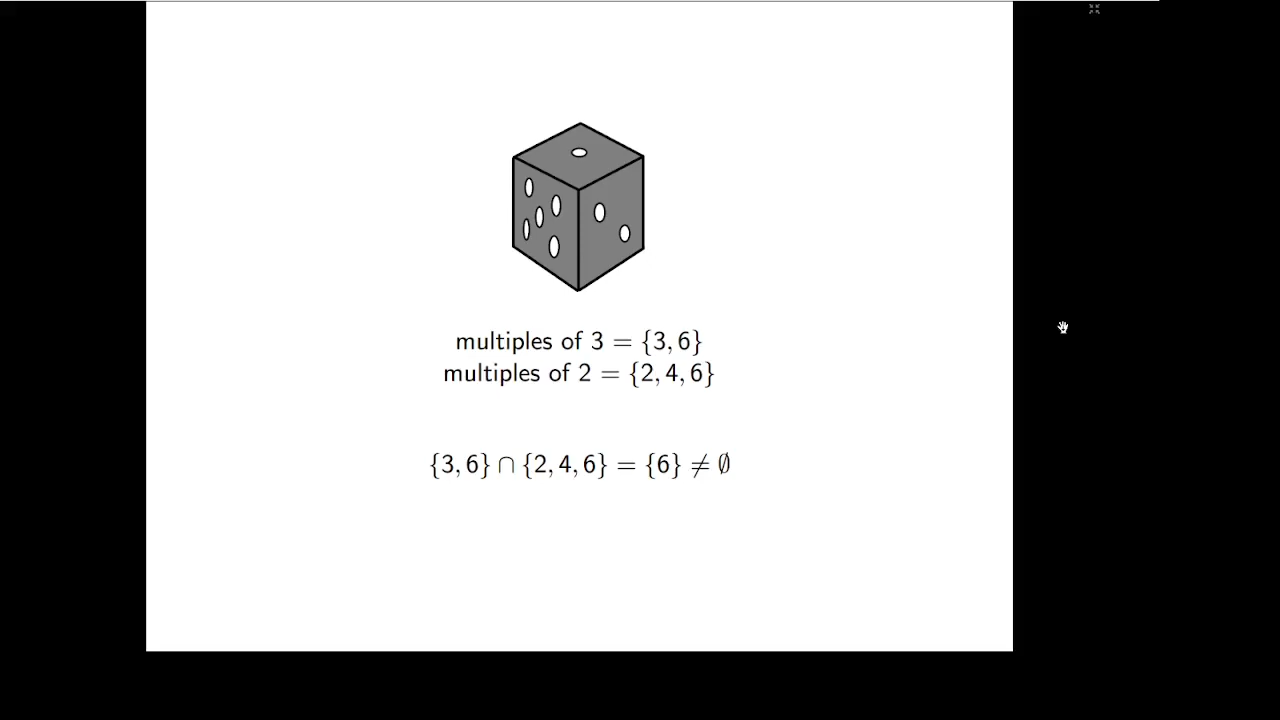 multiples of 3 = {3, 6}
multiples of 2 = {2, 4, 6}
{3, 6} ∩ {2, 4, 6} = {6} ≠ ∅